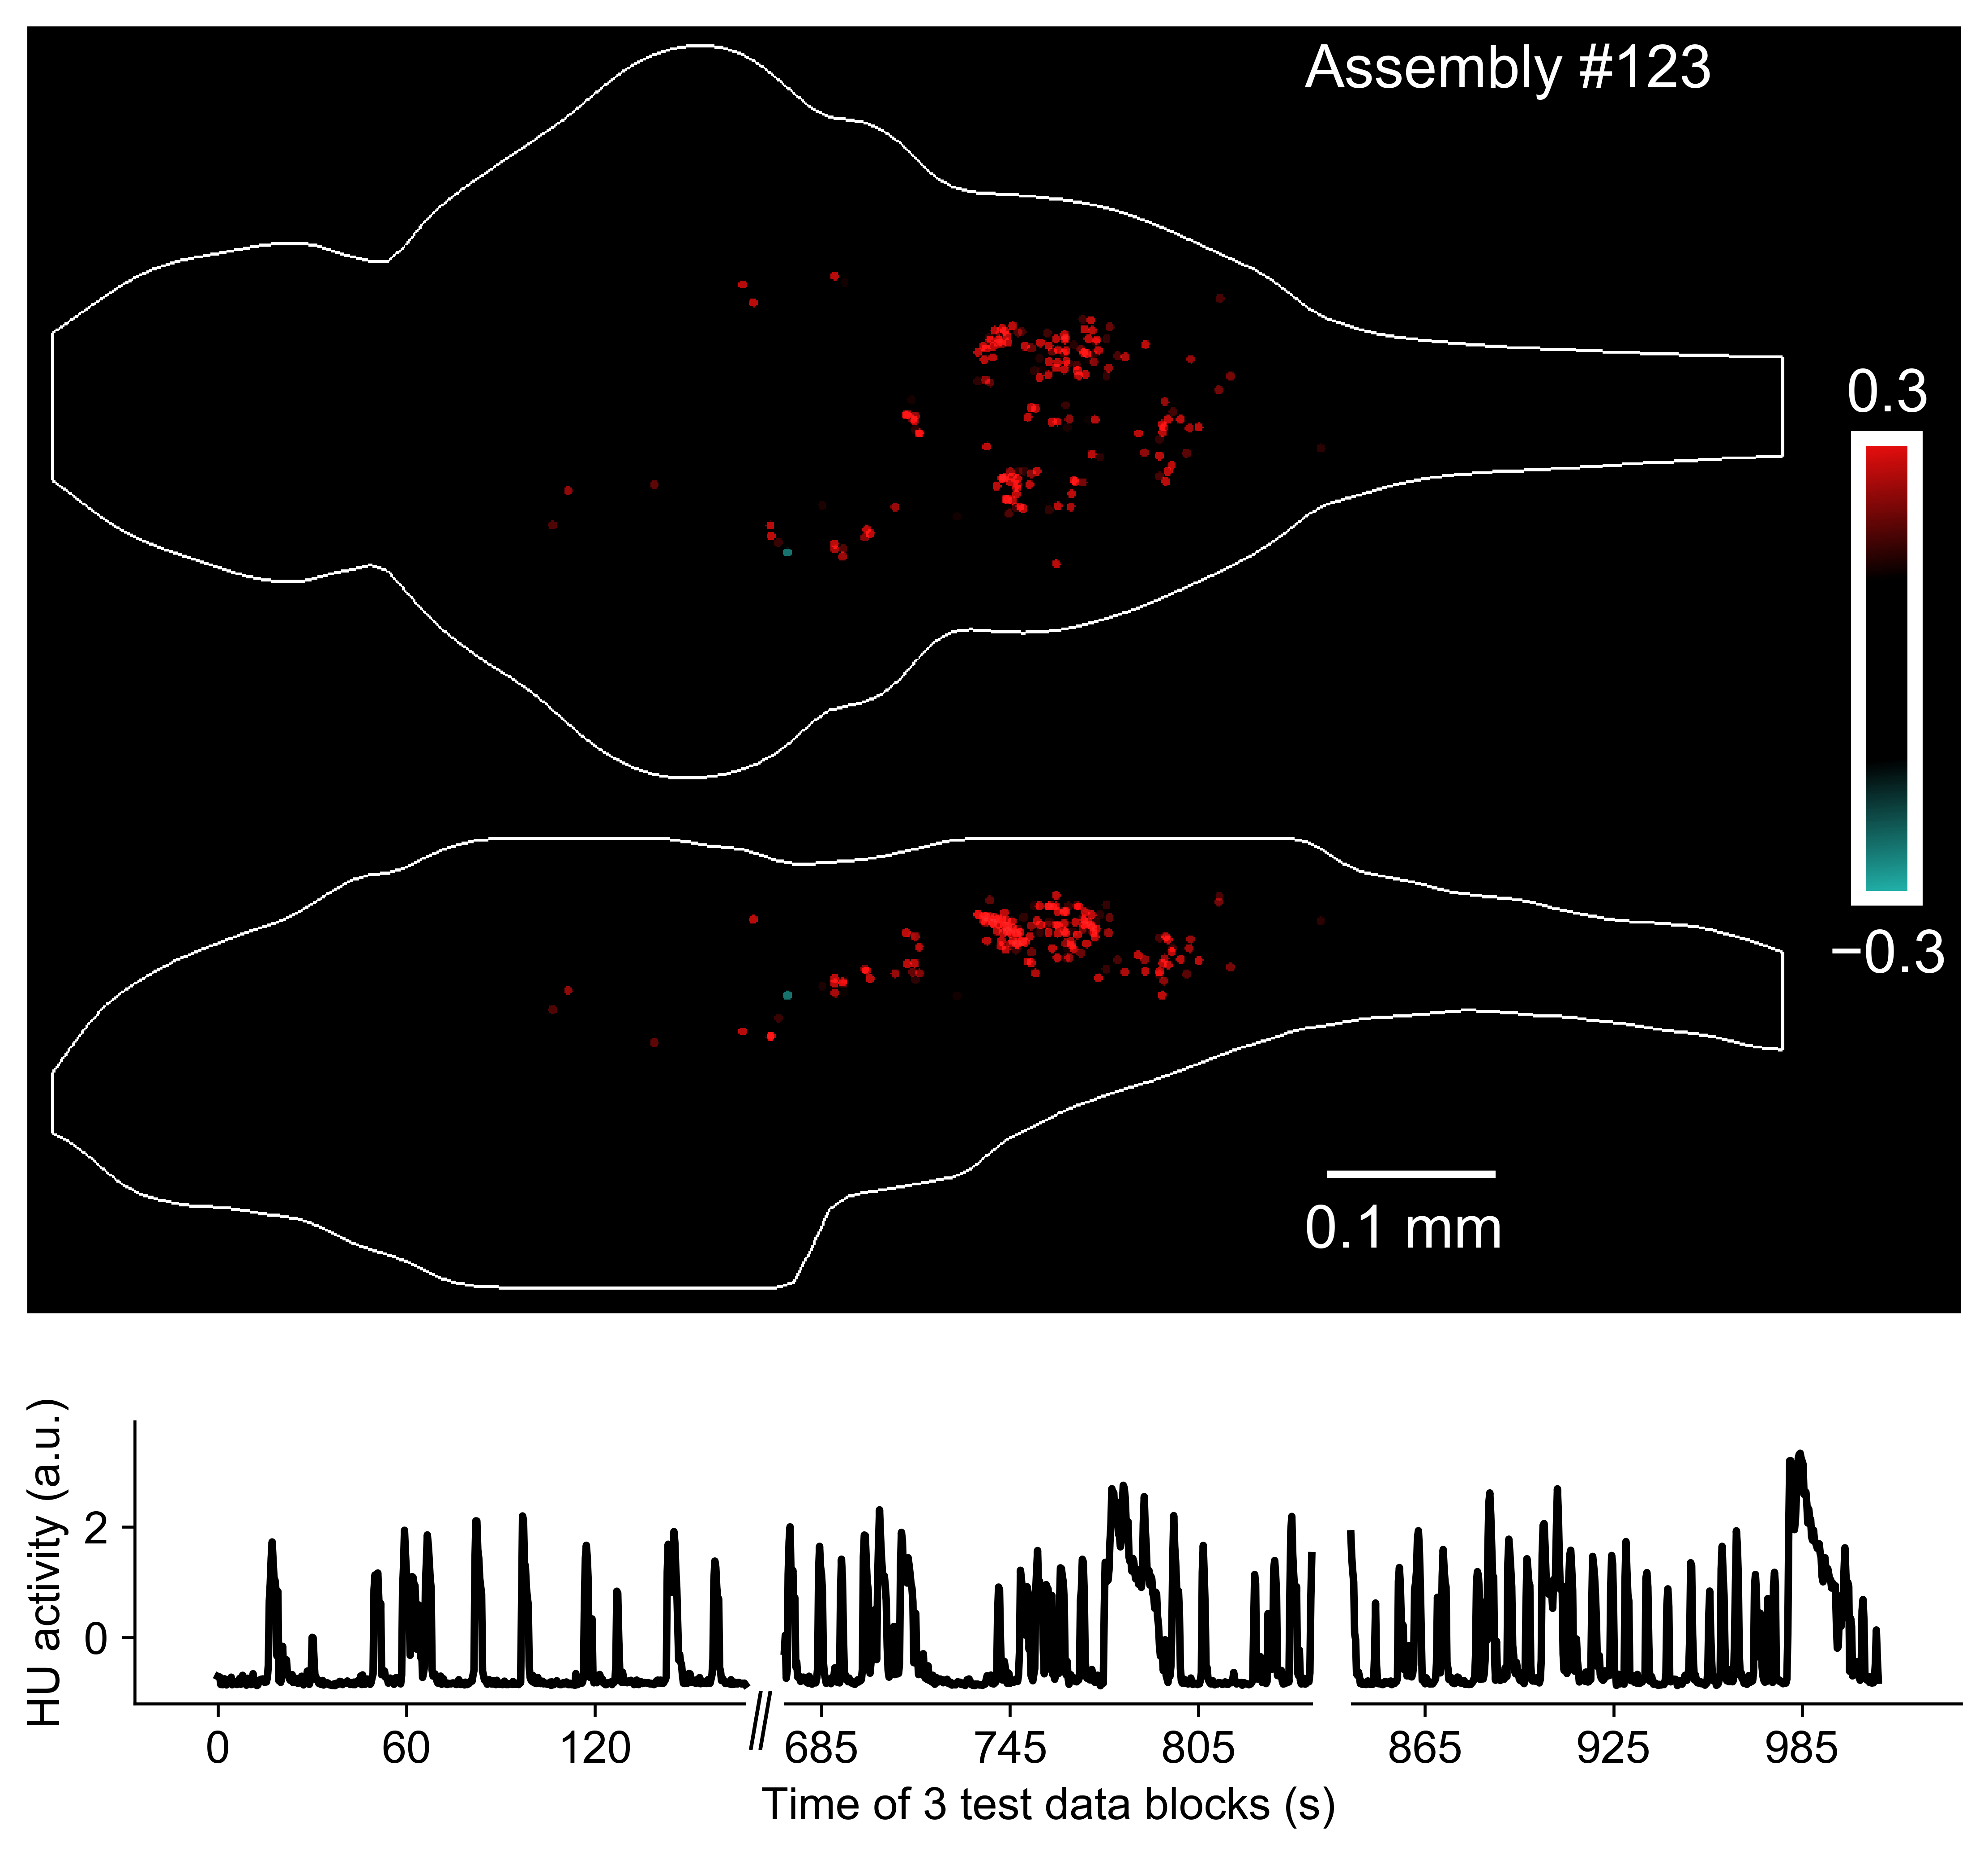 Assembly #123
0.3
−0.3
0.1 mm
HU activity (a.u.)
2
0
0 60 120 685 745 805 865 925 985
Time of 3 test data blocks (s)